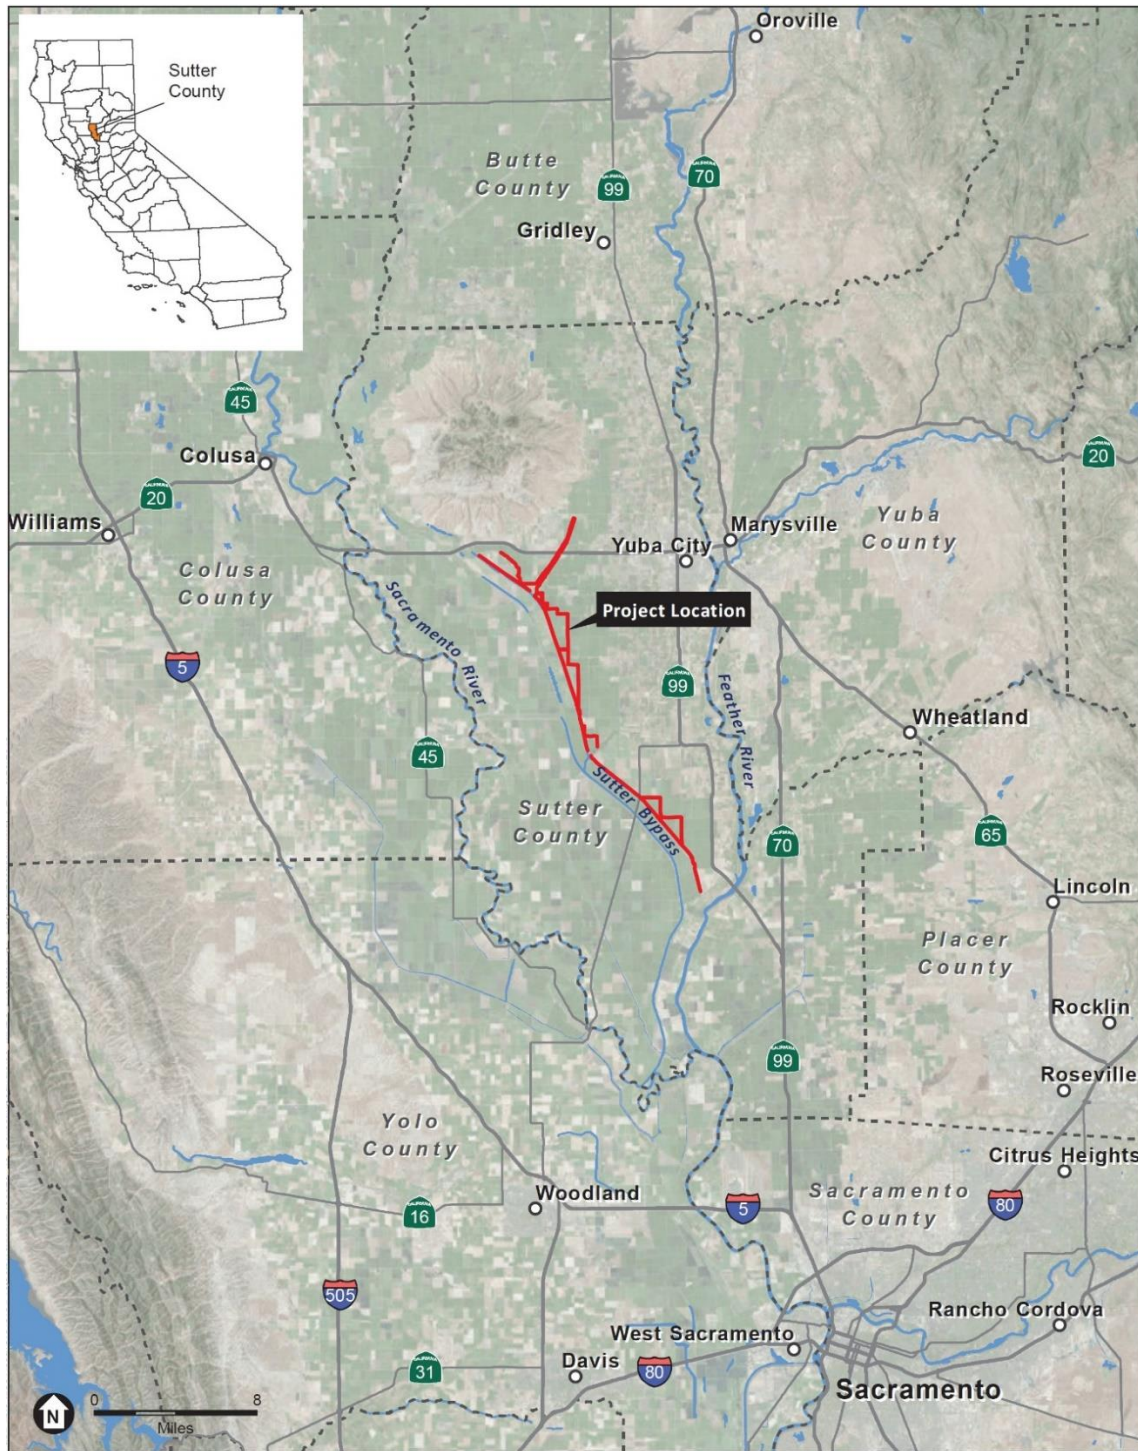 Oroville
Sutter
County
Butte
County
99
70
Gridley
45
Colusa
20
20
Williams
Marysville
Yuba
County
Yuba City
Colusa
County
Sacramento River
Project Location
5
99
Feather River
Wheatland
45
Sutter
County
Sutter Bypass
70
65
Lincoln
Placer
County
Rocklin
99
Roseville
Yolo
County
Citrus Heights
Woodland
Sacramento
County
16
5
80
505
Rancho Cordova
West Sacramento
Davis
31
80
Sacramento
N
0
8
Miles